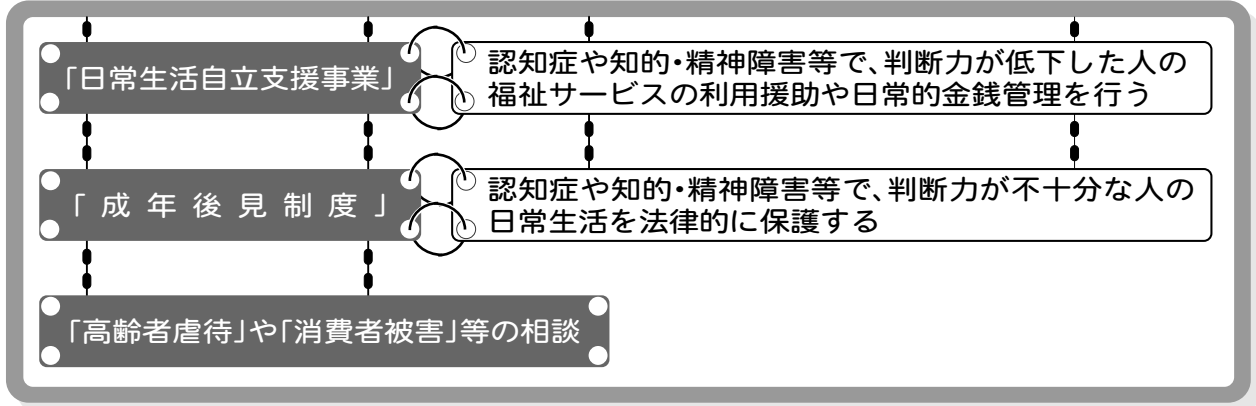 「日常生活自立支援事業」
認知症や知的・精神障害等で、判断力が低下した人の
福祉サービスの利用援助や日常的金銭管理を行う
「成年後見制度」
認知症や知的・精神障害等で、判断力が不十分な人の
日常生活を法律的に保護する
「高齢者虐待」や「消費者被害」等の相談